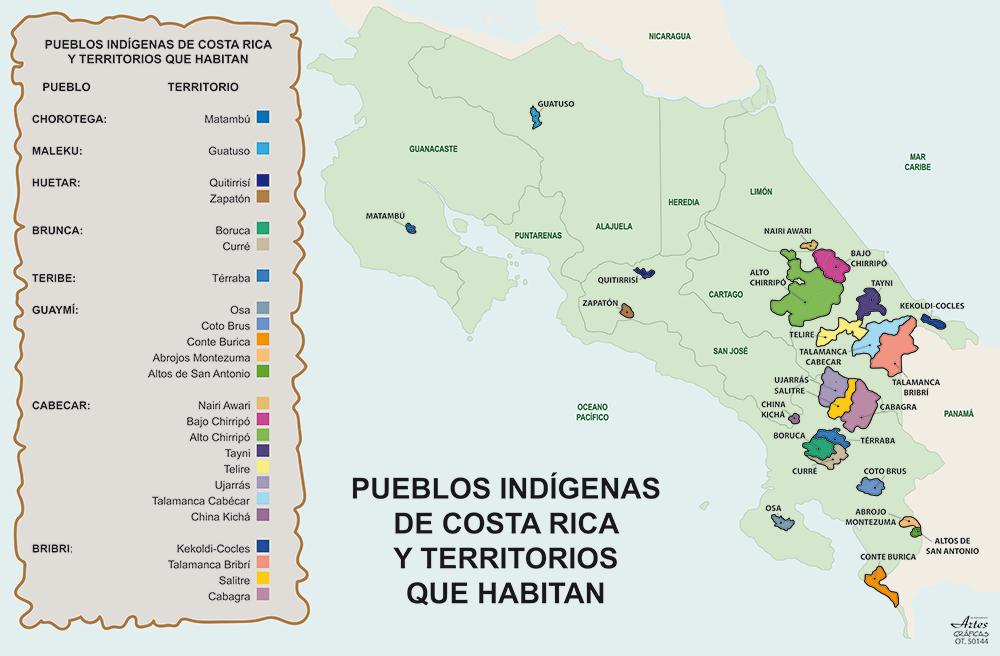 PUEBLOS INDÍGENAS DE COSTA RICA
Y TERRITORIOS QUE HABITAN
PUEBLO TERRITORIO
CHOROTEGA: Matambú
MALEKU: Guatuso
HUETAR: Quitirrisí
Zapatón
BRUNCA: Boruca
Curré
TERIBE: Térraba
GUAYMÍ: Osa
Coto Brus
Conte Burica
Abrojos Montezuma
Altos de San Antonio
CABECAR: Nairi Awari
Bajo Chirripó
Alto Chirripó
Tayni
Telire
Ujarrás
Talamanca Cabécar
China Kichá
BRIBRI: Kekoldi-Cocles
Talamanca Bribrí
Salitre
Cabagra
NICARAGUA
GUATUSO
GUANACASTE
MAR
CARIBE
LIMÓN
HEREDIA
MATAMBÚ
ALAJUELA
PUNTARENAS
NAIRI AWARI
BAJO
CHIRRIPÓ
ALTO
CHIRRIPÓ
QUITIRRISÍ
TAYNI
CARTAGO
ZAPATÓN
KEKOLDI-COCLES
TELIRE
TALAMANCA
CABECAR
SAN JOSÉ
TALAMANCA
BRIBRÍ
UJARRÁS
SALITRE
CABAGRA
CHINA
KICHÁ
OCEANO
PACÍFICO
PANAMÁ
BORUCA
TÉRRABA
CURRÉ
COTO BRUS
OSA
ABROJO
MONTEZUMA
ALTOS DE
SAN ANTONIO
CONTE BURICA
PUEBLOS INDÍGENAS
DE COSTA RICA
Y TERRITORIOS
QUE HABITAN
Artes
GRÁFICAS
OT. 50144